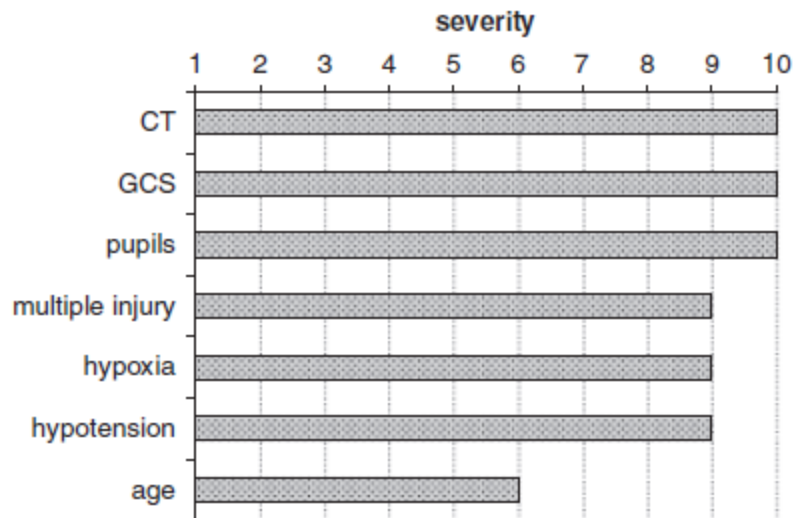 severity
1 2 3 4 5 6 7 8 9 10
CT
GCS
pupils
multiple injury
hypoxia
hypotension
age